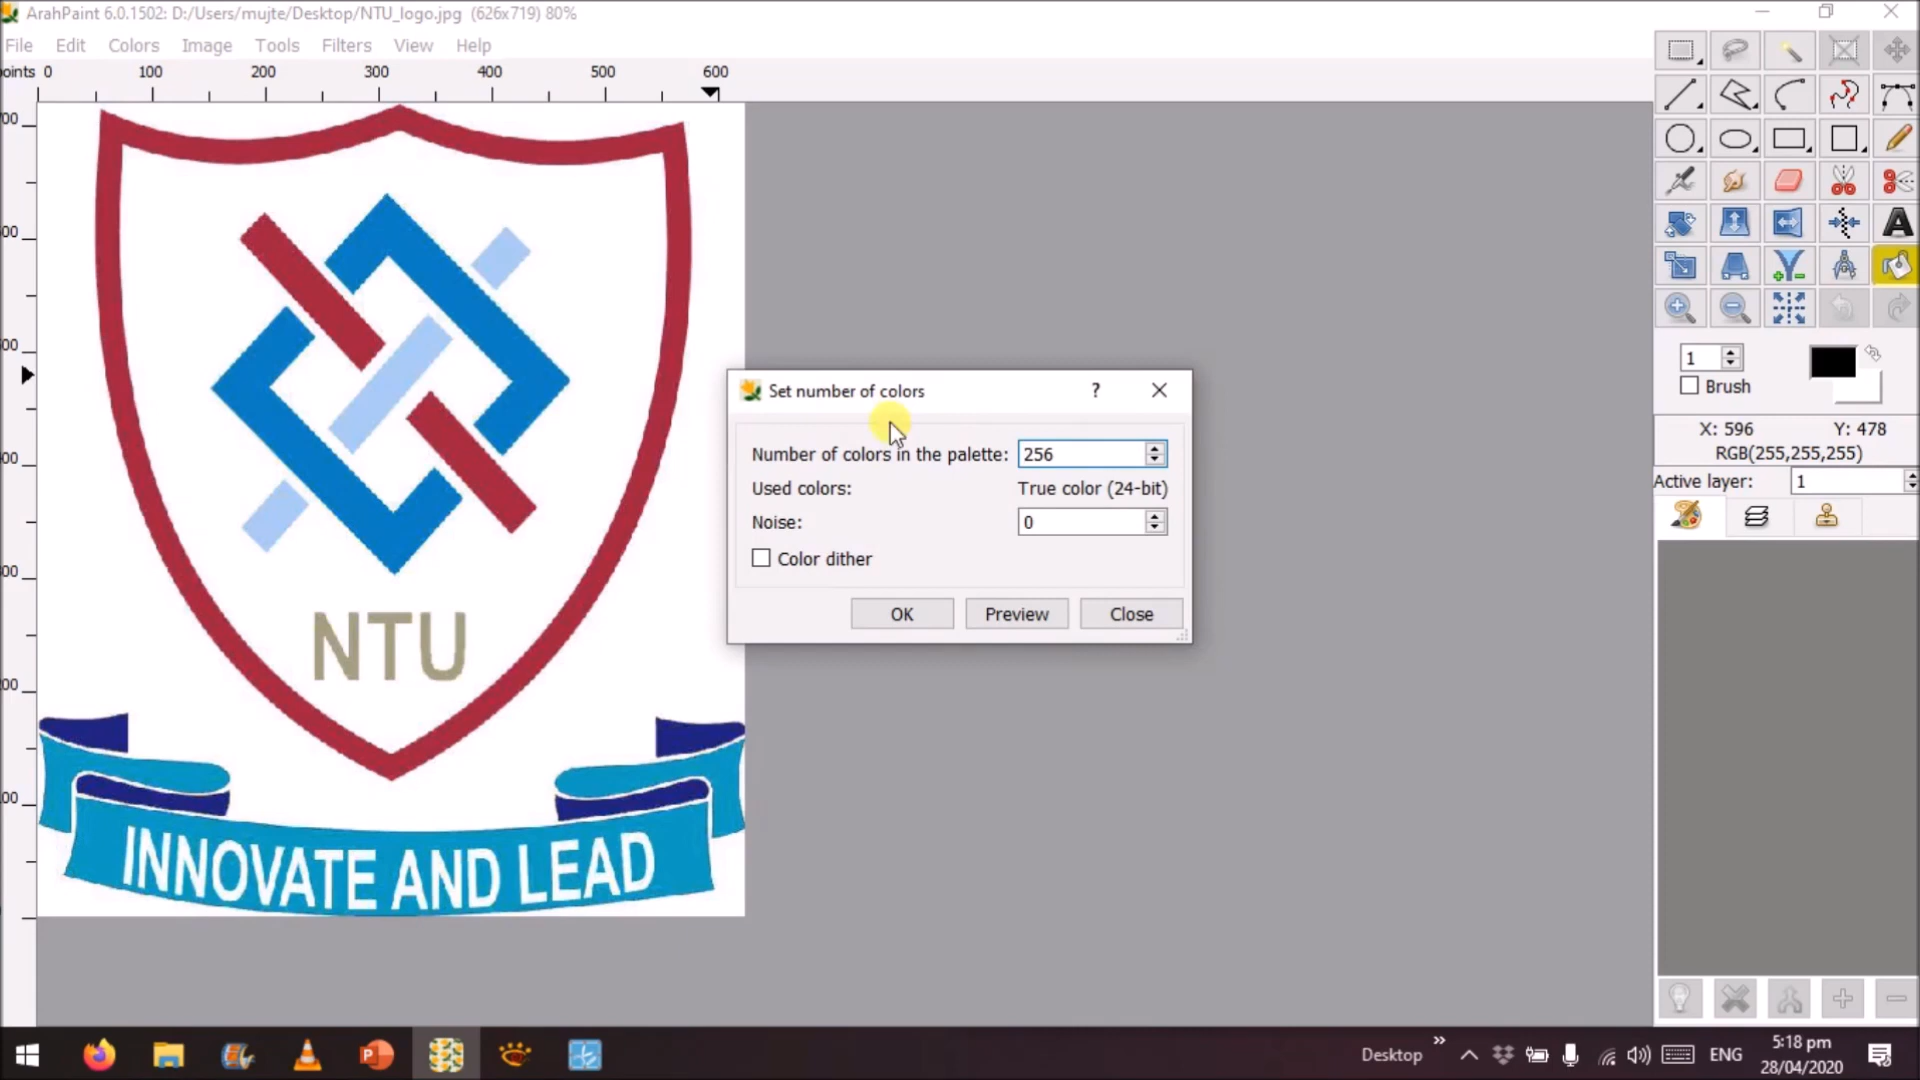 ArahPaint 6.0.1502: D:/Users/mujte/Desktop/NTU_logo.jpg (626x719) 80%
File Edit Colors Image Tools Filters View Help
points 0 100 200 300 400 500 600
Set number of colors ?
Number of colors in the palette: 256
Used colors: True color (24-bit)
Noise: 0
Color dither
OK Preview Close
NTU
INNOVATE AND LEAD
A
1
Brush
X: 596 Y: 478
RGB(255,255,255)
Active layer: 1
Desktop » ENG
5:18 pm
28/04/2020